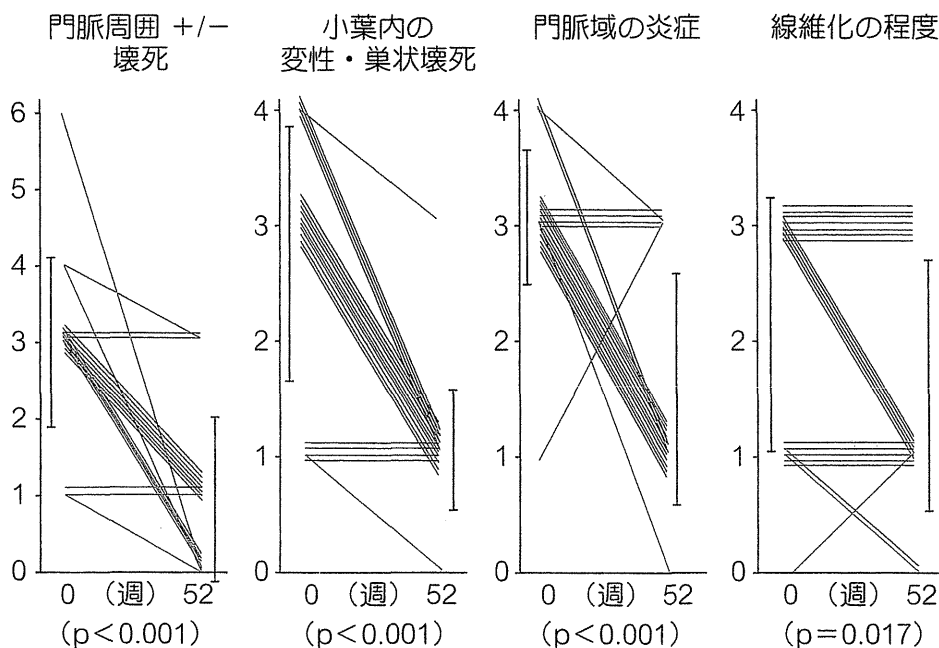 門脈周囲 +/−
壊死
小葉内の
変性・巣状壊死
門脈域の炎症
線維化の程度
6
5
4
3
2
1
0
0 (週) 52
(p<0.001)
4
3
2
1
0
0 (週) 52
(p<0.001)
4
3
2
1
0
0 (週) 52
(p<0.001)
4
3
2
1
0
0 (週) 52
(p=0.017)